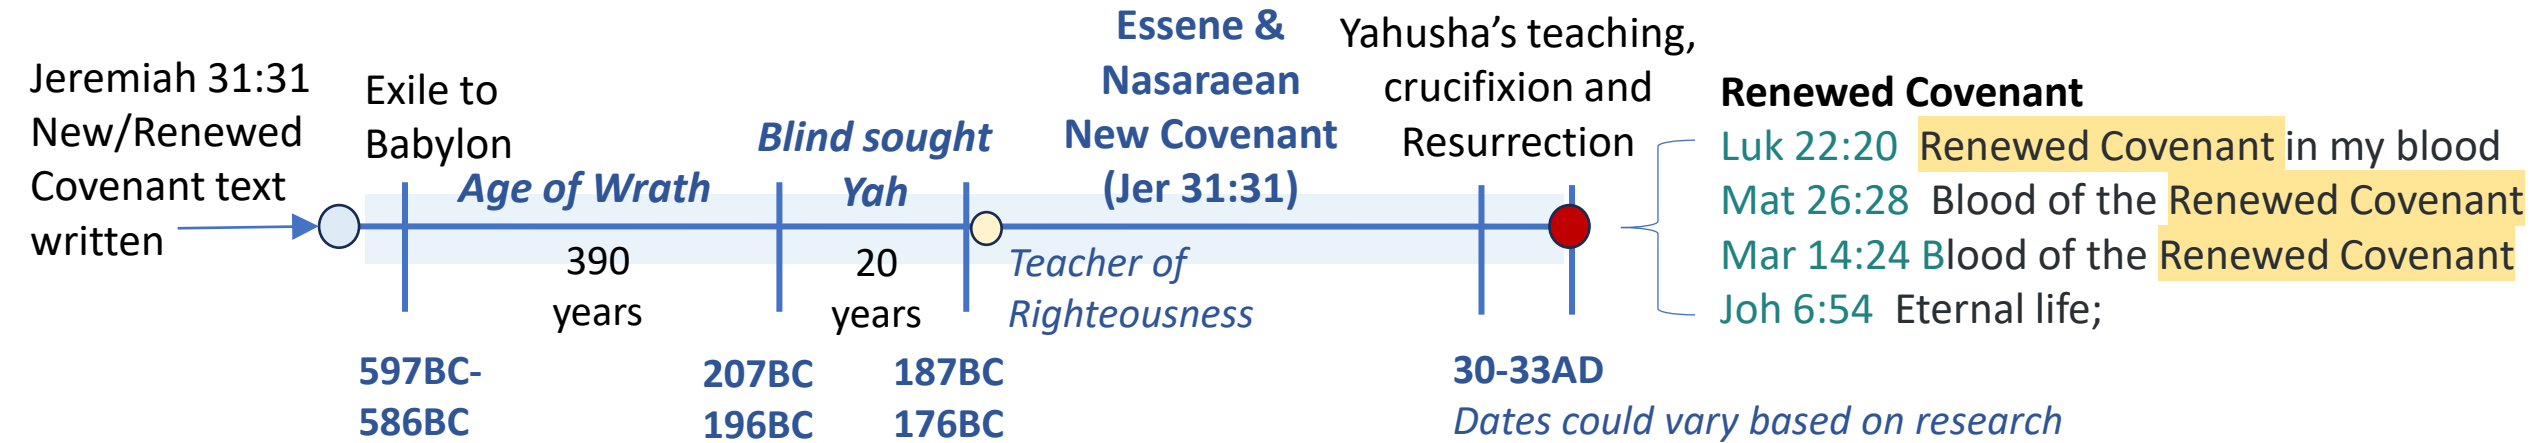 Jeremiah 31:31
New/Renewed
Covenant text
written
Exile to
Babylon
Age of Wrath
390
years
Blind sought
Yah
20
years
Essene &
Nasaraean
New Covenant
(Jer 31:31)
Teacher of
Righteousness
Yahusha’s teaching,
crucifixion and
Resurrection
Renewed Covenant
Luk 22:20 Renewed Covenant in my blood
Mat 26:28 Blood of the Renewed Covenant
Mar 14:24 Blood of the Renewed Covenant
Joh 6:54 Eternal life;
597BC-
586BC
207BC
196BC
187BC
176BC
30-33AD
Dates could vary based on research